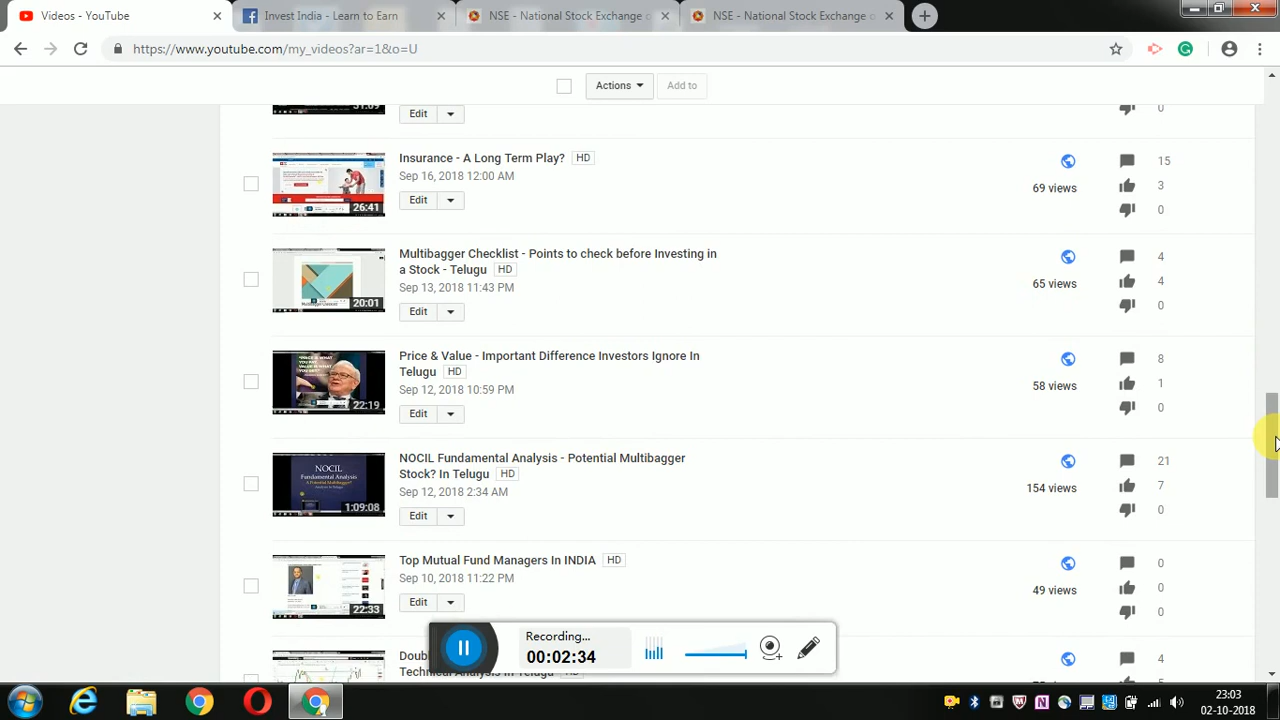 Videos - YouTube
Invest India - Learn to Earn
NSE - National Stock Exchange o
NSE - National Stock Exchange o
https://www.youtube.com/my_videos?ar=1&o=U
Actions
Add to
31:09
Edit
0
Insurance - A Long Term Play? HD
Sep 16, 2018 12:00 AM
Edit
26:41
69 views
15
3
0
Multibagger Checklist - Points to check before Investing in
a Stock - Telugu HD
Sep 13, 2018 11:43 PM
Edit
20:01
65 views
4
4
0
Price & Value - Important Difference Investors Ignore In
Telugu HD
Sep 12, 2018 10:59 PM
Edit
22:19
58 views
8
1
0
NOCIL Fundamental Analysis - Potential Multibagger
Stock? In Telugu HD
Sep 12, 2018 2:34 AM
Edit
NOCIL
Fundamental Analysis
1:09:08
154 views
21
7
0
Top Mutual Fund Managers In INDIA HD
Sep 10, 2018 11:22 PM
Edit
22:33
49 views
0
0
0
Recording...
00:02:34
4
23:03
02-10-2018